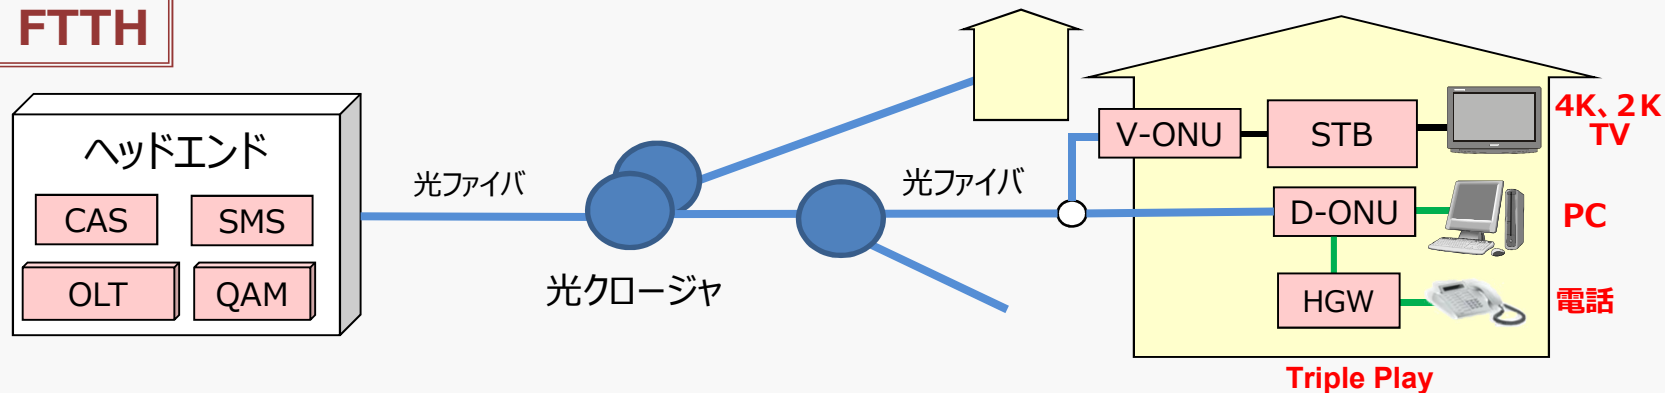 FTTH
ヘッドエンド
CAS
SMS
OLT
QAM
光ファイバ
光クロージャ
光ファイバ
V-ONU
STB
4K、2K
TV
D-ONU
PC
HGW
電話
Triple Play